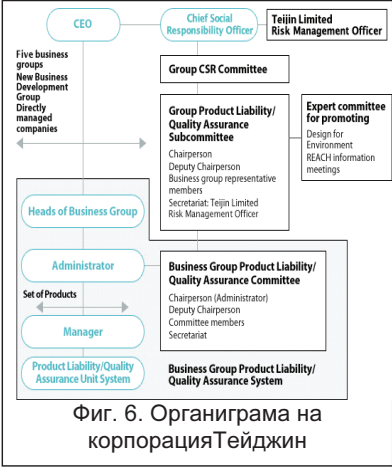 CEO
Chief Social
Responsibility Officer
Teijin Limited
Risk Management Officer
Five business
groups
New Business
Development
Group
Directly
managed
companies
Group CSR Committee
Group Product Liability/
Quality Assurance
Subcommittee
Chairperson
Deputy Chairperson
Business group representative
members
Secretariat: Teijin Limited
Risk Management Officer
Expert committee
for promoting
Design for
Environment
REACH information
meetings
Heads of Business Group
Administrator
Set of Products
Manager
Product Liability/Quality
Assurance Unit System
Business Group Product Liability/
Quality Assurance Committee
Chairperson (Administrator)
Deputy Chairperson
Committee members
Secretariat
Business Group Product Liability/
Quality Assurance System
Фиг. 6. Органиграма на
корпорацияТейджин